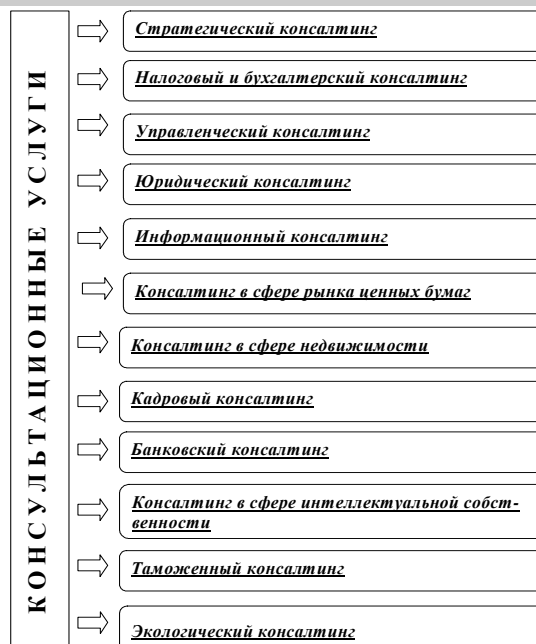 КОНСУЛЬТАЦИОННЫЕ УСЛУГИ
Стратегический консалтинг
Налоговый и бухгалтерский консалтинг
Управленческий консалтинг
Юридический консалтинг
Информационный консалтинг
Консалтинг в сфере рынка ценных бумаг
Консалтинг в сфере недвижимости
Кадровый консалтинг
Банковский консалтинг
Консалтинг в сфере интеллектуальной собст-
венности
Таможенный консалтинг
Экологический консалтинг